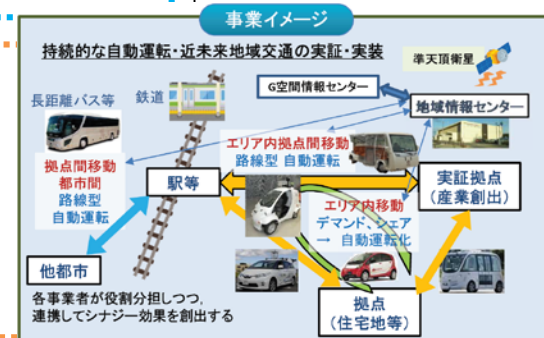 事業イメージ
持続的な自動運転・近未来地域交通の実証・実装
準天頂衛星
G空間情報センター
長距離バス等
鉄道
地域情報センター
エリア内拠点間移動
路線型 自動運転
拠点間移動
都市間
路線型
自動運転
駅等
実証拠点
(産業創出)
エリア内移動
デマンド、シェア
→ 自動運転化
他都市
拠点
(住宅地等)
各事業者が役割分担しつつ,
連携してシナジー効果を創出する